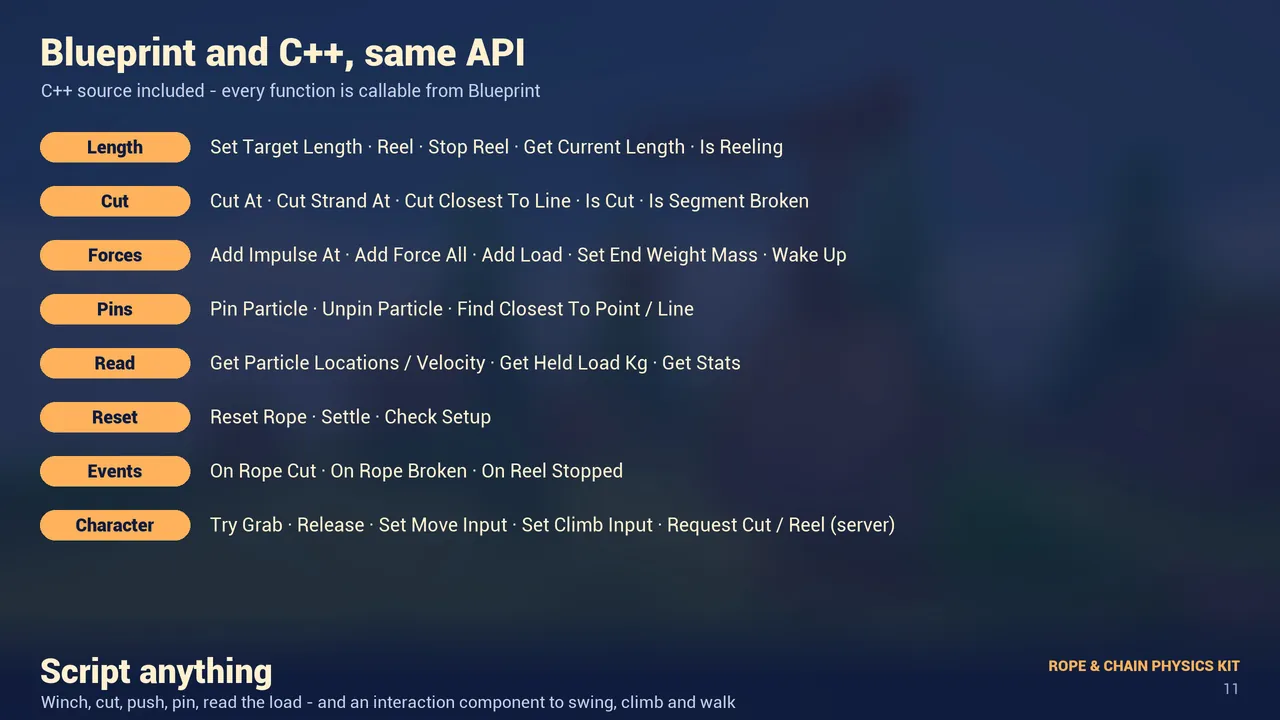 Blueprint and C++, same API
C++ source included - every function is callable from Blueprint
Length Set Target Length · Reel · Stop Reel · Get Current Length · Is Reeling
Cut Cut At · Cut Strand At · Cut Closest To Line · Is Cut · Is Segment Broken
Forces Add Impulse At · Add Force All · Add Load · Set End Weight Mass · Wake Up
Pins Pin Particle · Unpin Particle · Find Closest To Point / Line
Read Get Particle Locations / Velocity · Get Held Load Kg · Get Stats
Reset Reset Rope · Settle · Check Setup
Events On Rope Cut · On Rope Broken · On Reel Stopped
Character Try Grab · Release · Set Move Input · Set Climb Input · Request Cut / Reel (server)
Script anything
Winch, cut, push, pin, read the load - and an interaction component to swing, climb and walk
ROPE & CHAIN PHYSICS KIT
11